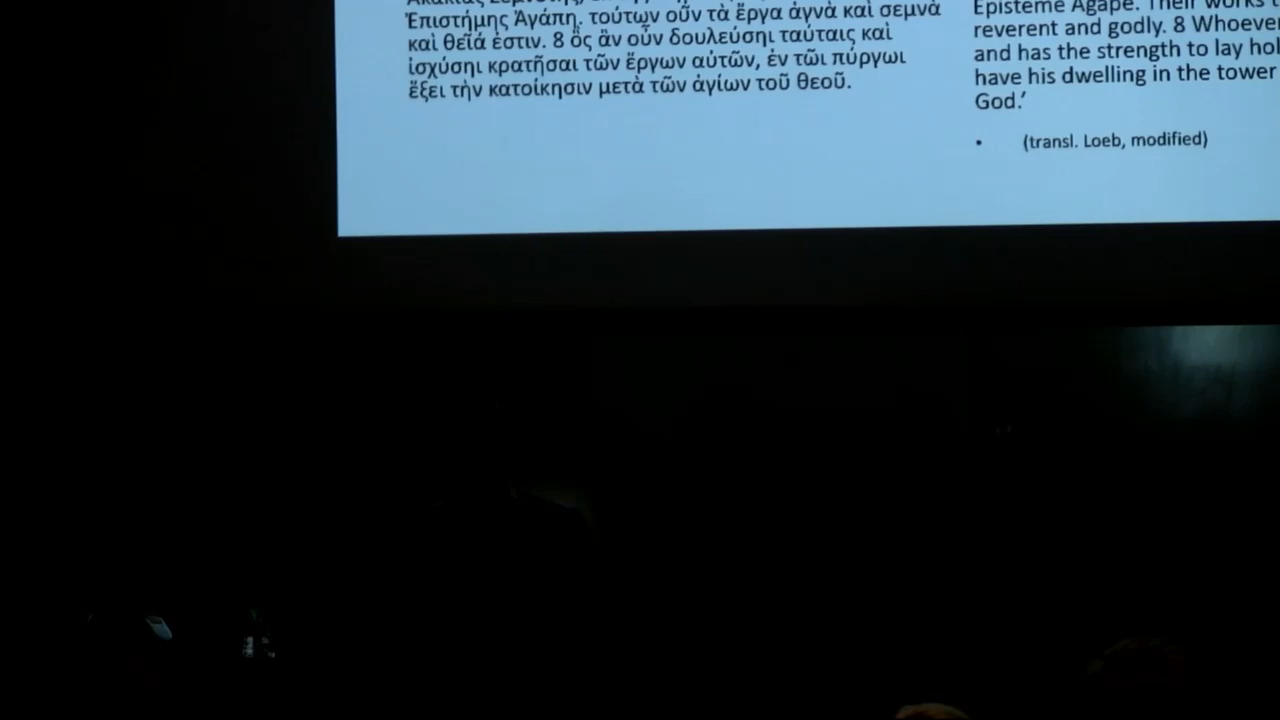 Ἐπιστήμης Ἀγάπη. τούτων οὖν τὰ ἔργα ἁγνὰ καὶ σεμνὰ
καὶ θεῖά ἐστιν. 8 ὃς ἂν οὖν δουλεύσηι ταύταις καὶ
ἰσχύσηι κρατῆσαι τῶν ἔργων αὐτῶν, ἐν τῶι πύργωι
ἕξει τὴν κατοίκησιν μετὰ τῶν ἁγίων τοῦ θεοῦ.
Episteme Agape. Their works
reverent and godly. 8 Whoever
and has the strength to lay
have his dwelling in the tower
God.’
• (transl. Loeb, modified)